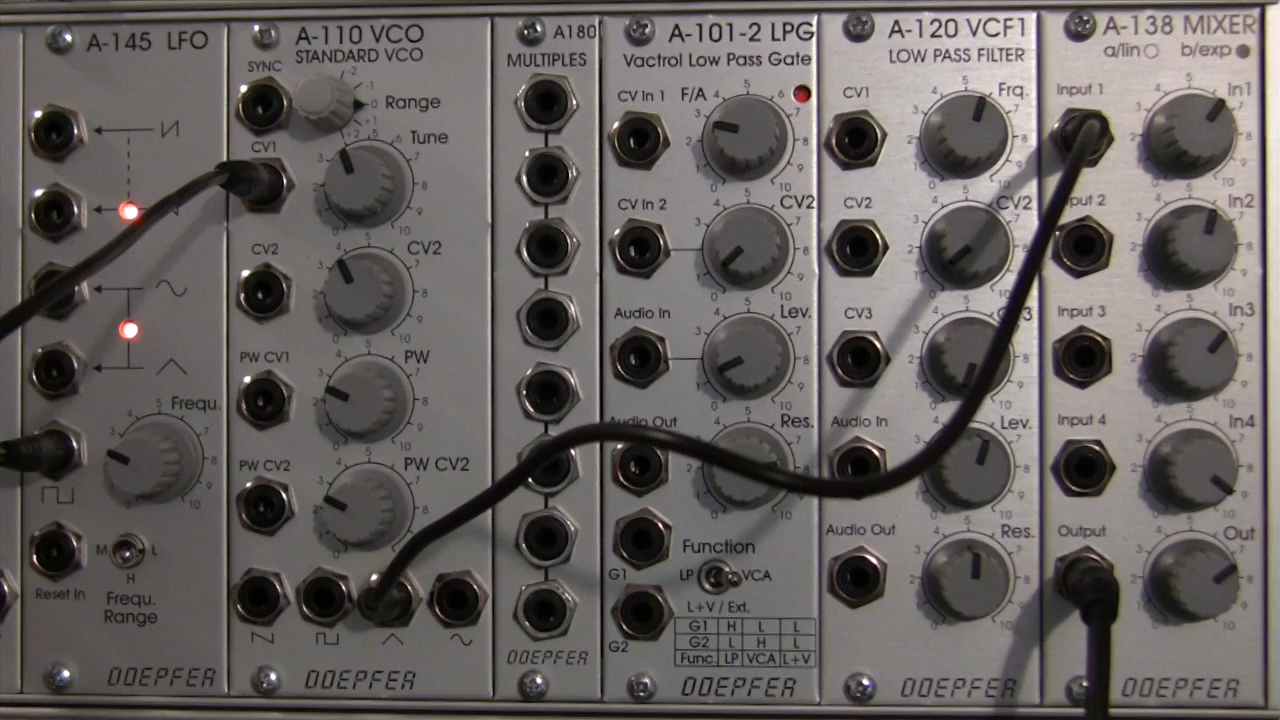 A-145 LFO
Frequ.
M
L
H
Reset In
Frequ.
Range
DOEPFER
A-110 VCO
STANDARD VCO
SYNC
-2
-1
0
+1
+2
Range
Tune
CV1
CV2
CV2
PW CV1
PW
PW CV2
PW CV2
DOEPFER
A180
MULTIPLES
DOEPFER
A-101-2 LPG
Vactrol Low Pass Gate
CV In 1
F/A
CV In 2
CV2
Audio In
Lev.
Audio Out
Res.
Function
G1
LP
VCA
L+V / Ext.
G2
G1 H L L
G2 L H L
Func. LP VCA L+V
DOEPFER
A-120 VCF1
LOW PASS FILTER
CV1
Frq.
CV2
CV2
CV3
Audio In
Lev.
Audio Out
Res.
DOEPFER
A-138 MIXER
a/lin
b/exp
Input 1
In1
In2
Input 3
In3
Input 4
In4
Output
Out
DOEPFER